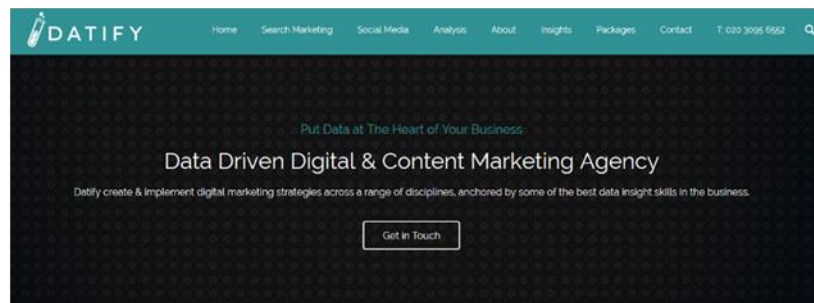 DATIFY
Home Search Marketing Social Media Analysis About Insights Packages Contact T: 020 3095 6552
Put Data at The Heart of Your Business
Data Driven Digital & Content Marketing Agency
Datify create & implement digital marketing strategies across a range of disciplines, anchored by some of the best data insight skills in the business.
Get in Touch